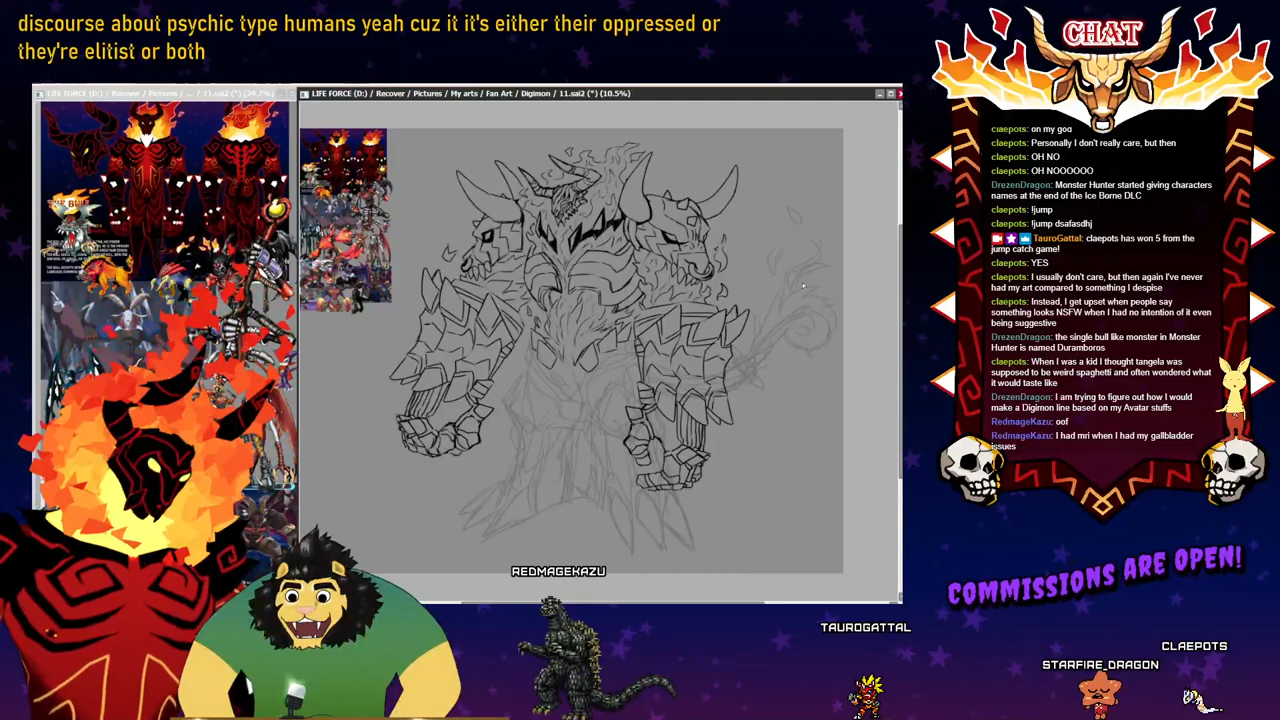 discourse about psychic type humans yeah cuz it it's either their oppressed or
they're elitist or both
CHAT
LIFE FORCE (D:) / Recover / Pictures / ... / 11.sai2 (*) (29.2%)
LIFE FORCE (D:) / Recover / Pictures / My arts / Fan Art / Digimon / 11.sai2 (*) (10.5%)
claepots: on my god
claepots: Personally I don't really care, but then
claepots: OH NO
claepots: OH NOOOOOO
DrezenDragon: Monster Hunter started giving characters
names at the end of the Ice Borne DLC
claepots: !jump
claepots: !jump dsafasdhj
TauroGattal: claepots has won 5 from the
jump catch game!
claepots: YES
claepots: I usually don't care, but then again I've never
had my art compared to something I despise
claepots: Instead, I get upset when people say
something looks NSFW when I had no intention of it even
being suggestive
DrezenDragon: the single bull like monster in Monster
Hunter is named Duramboros
claepots: When I was a kid I thought tangela was
supposed to be weird spaghetti and often wondered what
it would taste like
DrezenDragon: I am trying to figure out how I would
make a Digimon line based on my Avatar stuffs
RedmageKazu: oof
RedmageKazu: I had mri when I had my gallbladder
issues
COMMISSIONS ARE OPEN!
REDMAGEKAZU
TAUROGATTAL
CLAEPOTS
STARFIRE_DRAGON